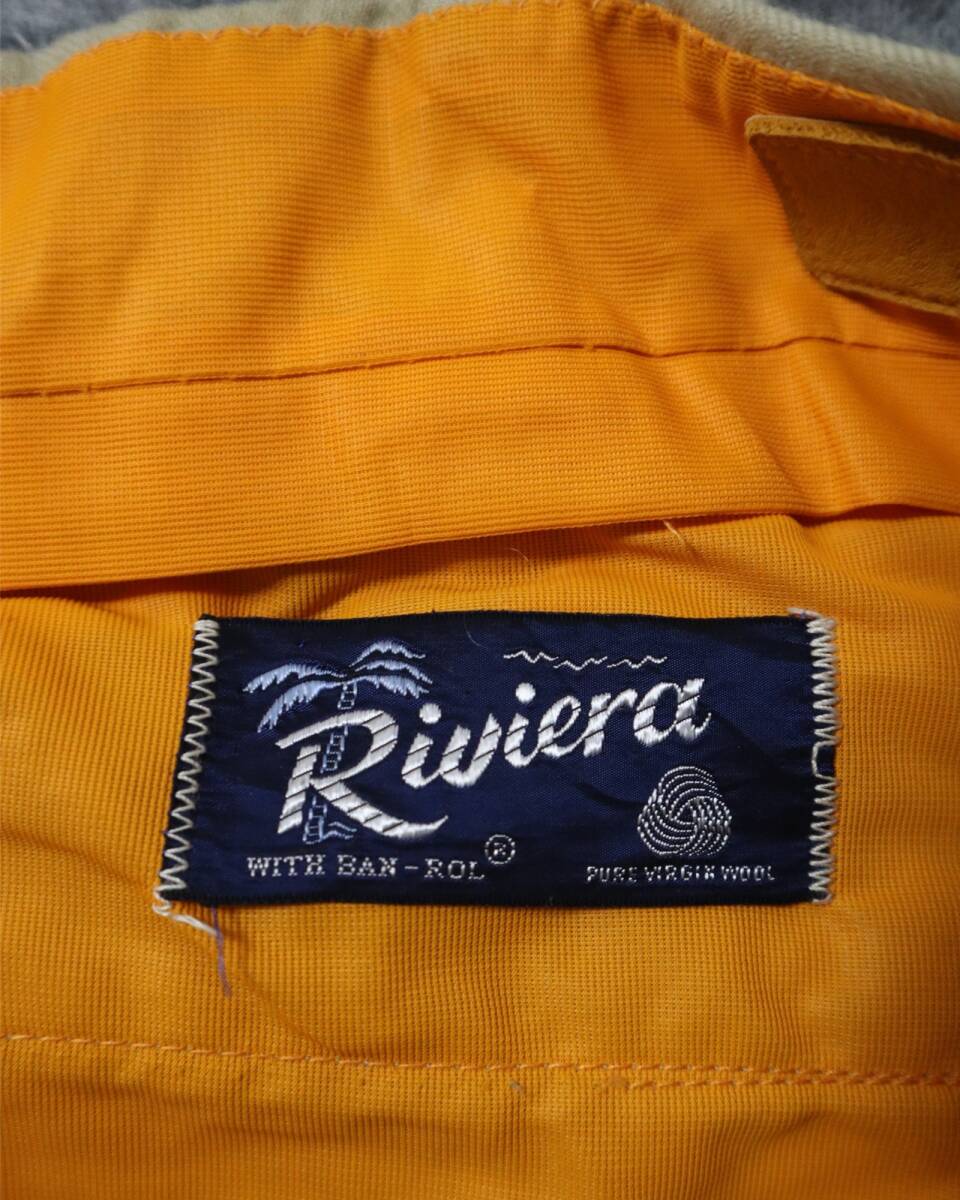 Riviera
WITH BAN-ROL®
PURE VIRGIN WOOL